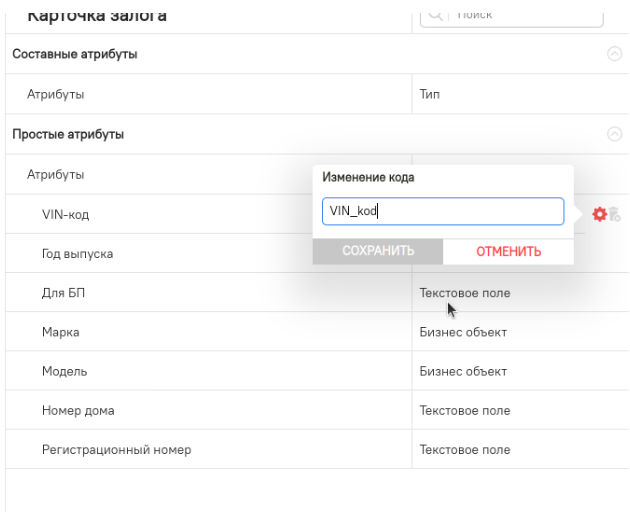 Карточка залога
Поиск
Составные атрибуты
Атрибуты
Тип
Простые атрибуты
Атрибуты
Изменение кода
VIN_kod
СОХРАНИТЬ
ОТМЕНИТЬ
VIN-код
Год выпуска
Для БП
Текстовое поле
Марка
Бизнес объект
Модель
Бизнес объект
Номер дома
Текстовое поле
Регистрационный номер
Текстовое поле